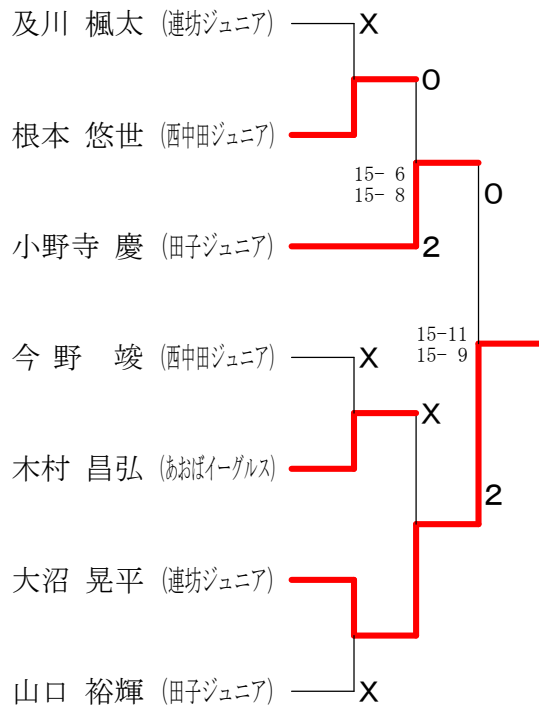 及川 楓太 (連坊ジュニア) X
0
根本 悠世 (西中田ジュニア)
15- 6
15- 8
0
小野寺 慶 (田子ジュニア) 2
15-11
15- 9
今野 竣 (西中田ジュニア) X
X
木村 昌弘 (あおばイーグルス)
2
大沼 晃平 (連坊ジュニア)
山口 裕輝 (田子ジュニア) X